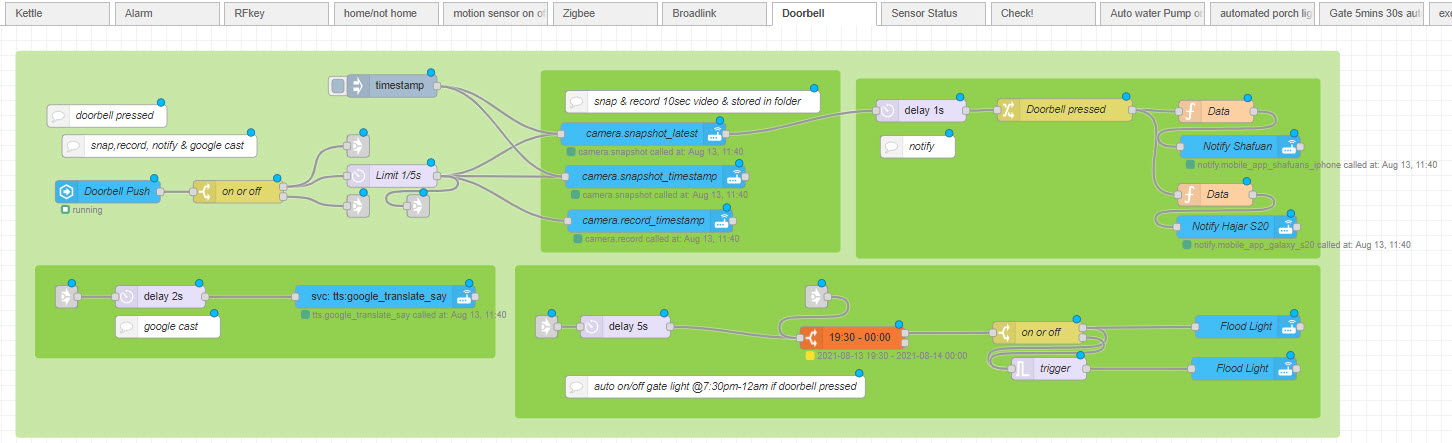 Kettle
Alarm
RFkey
home/not home
motion sensor on of
Zigbee
Broadlink
Doorbell
Sensor Status
Check!
Auto water Pump or
automated porch lig
Gate 5mins 30s aut
exe
timestamp
doorbell pressed
snap,record, notify & google cast
Doorbell Push
running
on or off
Limit 1/5s
snap & record 10sec video & stored in folder
camera.snapshot_latest
camera.snapshot called at: Aug 13, 11:40
camera.snapshot_timestamp
camera.snapshot called at: Aug 13, 11:40
camera.record_timestamp
camera.record called at: Aug 13, 11:40
delay 1s
notify
Doorbell pressed
Data
Notify Shafuan
notify.mobile_app_shafuans_iphone called at: Aug 13, 11:40
Data
Notify Hajar S20
notify.mobile_app_galaxy_s20 called at: Aug 13, 11:40
delay 2s
svc: tts:google_translate_say
tts.google_translate_say called at: Aug 13, 11:40
google cast
delay 5s
19:30 - 00:00
2021-08-13 19:30 - 2021-08-14 00:00
on or off
trigger
Flood Light
Flood Light
auto on/off gate light @7:30pm-12am if doorbell pressed